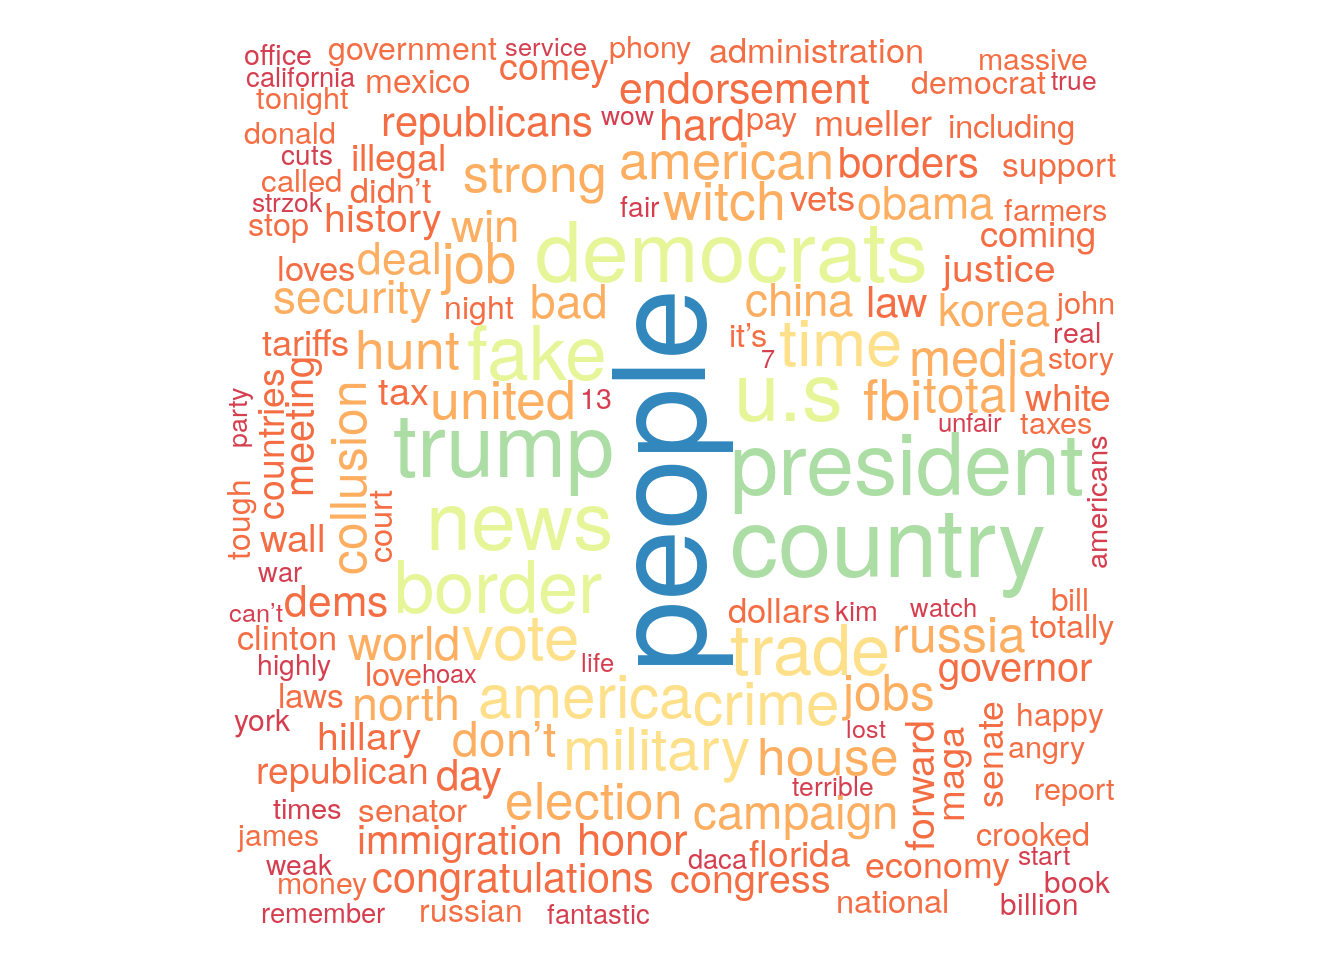 office government service phony administration massive
california mexico comey endorsement democrat true
tonight republicans wow hard pay mueller including
donald illegal strong american borders support
cuts called didn’t witch vets obama farmers
strzok history win fair coming
stop loves deal job democrats justice
security night bad china law korea john
tariffs hunt fake people it’s time media real
7 story
countries meeting tax united 13 u.s fbi total white
party collusion trump president unfair taxes
tough court news country americans
wall border
war
can’t dems dollars kim watch bill
clinton world vote trade russia totally
highly love hoax life governor
laws north america crime jobs
york hillary don’t military house lost forward maga senate happy
angry
republican day terrible report
times senator election campaign crooked
james immigration honor daca florida economy start
weak money congratulations congress book
remember russian fantastic national billion